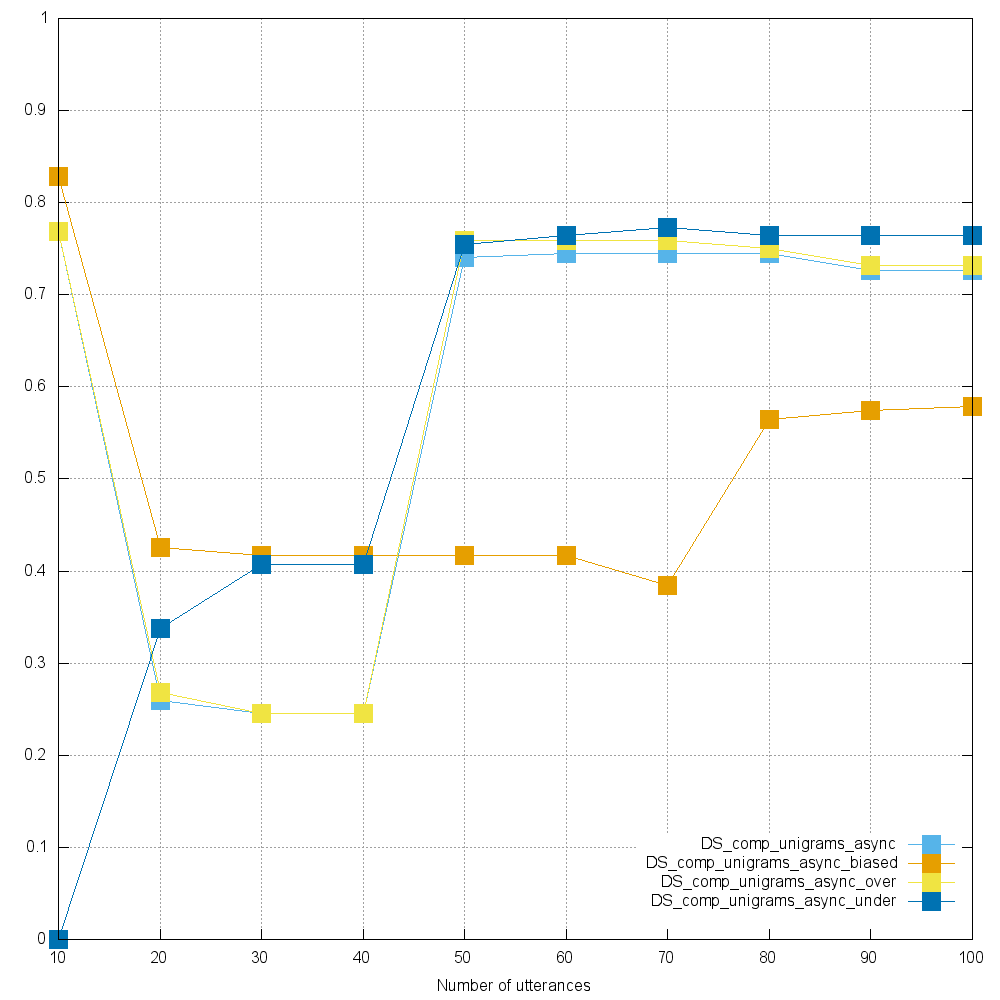 1
0.9
0.8
0.7
0.6
0.5
0.4
0.3
0.2
0.1
0
DS_comp_unigrams_async
DS_comp_unigrams_async_biased
DS_comp_unigrams_async_over
DS_comp_unigrams_async_under
10 20 30 40 50 60 70 80 90 100
Number of utterances